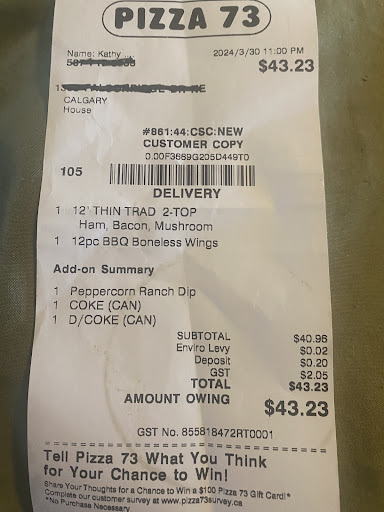 PIZZA 73
Name: Kathy
2024/3/30 11:00 PM
$43.23
CALGARY
House
#861:44:CSC:NEW
CUSTOMER COPY
0.00F3669G205D449T0
105
DELIVERY
1 12' THIN TRAD 2-TOP
Ham, Bacon, Mushroom
1 12pc BBQ Boneless Wings
Add-on Summary
1 Peppercorn Ranch Dip
1 COKE (CAN)
1 D/COKE (CAN)
SUBTOTAL $40.96
Enviro Levy $0.02
Deposit $0.20
GST $2.05
TOTAL $43.23
AMOUNT OWING $43.23
GST No. 855818472RT0001
Tell Pizza 73 What You Think
for Your Chance to Win!
Share Your Thoughts for a Chance to Win a $100 Pizza 73 Gift Card!*
Complete our customer survey at www.pizza73survey.ca
*No Purchase Necessary